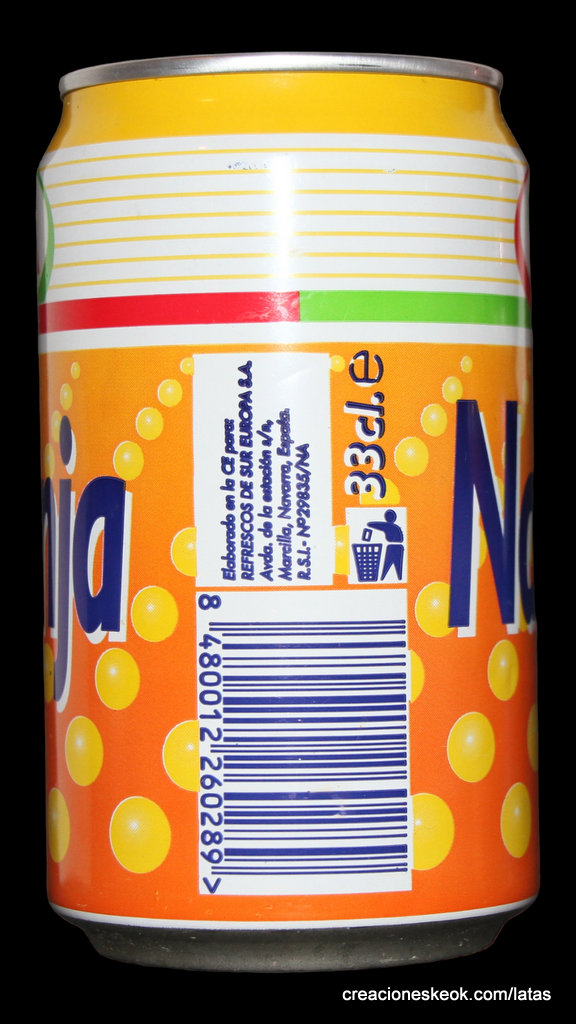 nja
Elaborado en la CE para:
REFRESCOS DE SUR EUROPA S.A.
Avda. de la estación s/n,
Marcilla, Navarra, España.
R.S.I.- Nº29835/NA
33cl. e
Na
8 480012 260289 >
creacioneskeok.com/latas